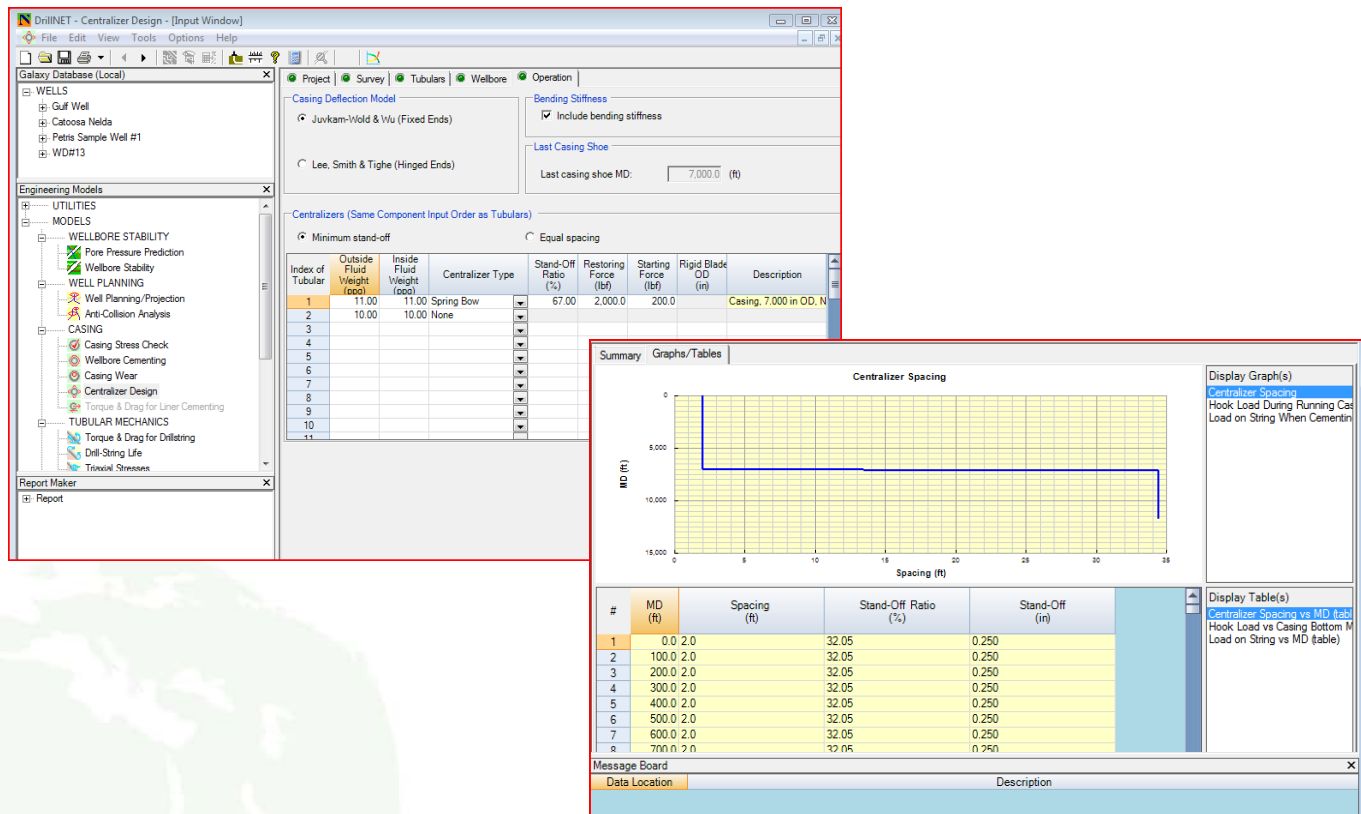 DrillNET - Centralizer Design - [Input Window]
File Edit View Tools Options Help
Galaxy Database (Local)
WELLS
Gulf Well
Catoosa Nelda
Petris Sample Well #1
WD#13
Engineering Models
UTILITIES
MODELS
WELLBORE STABILITY
Pore Pressure Prediction
Wellbore Stability
WELL PLANNING
Well Planning/Projection
Anti-Collision Analysis
CASING
Casing Stress Check
Wellbore Cementing
Casing Wear
Centralizer Design
Torque & Drag for Liner Cementing
TUBULAR MECHANICS
Torque & Drag for Drillstring
Drill-String Life
Triaxial Stresses
Report Maker
Report
Project Survey Tubulars Wellbore Operation
Casing Deflection Model
Juvkam-Wold & Wu (Fixed Ends)
Lee, Smith & Tighe (Hinged Ends)
Bending Stiffness
Include bending stiffness
Last Casing Shoe
Last casing shoe MD: 7,000.0 (ft)
Centralizers (Same Component Input Order as Tubulars)
Minimum stand-off Equal spacing
Index of Tubular Outside Fluid Weight (ppg) Inside Fluid Weight (ppg) Centralizer Type Stand-Off Ratio (%) Restoring Force (lbf) Starting Force (lbf) Rigid Blade OD (in) Description
1 11.00 11.00 Spring Bow 67.00 2,000.0 200.0 Casing, 7.000 in OD, N
2 10.00 10.00 None
3
4
5
6
7
8
9
10
11
Summary Graphs/Tables
Centralizer Spacing
MD (ft)
0
5,000
10,000
15,000
0 5 10 15 20 25 30 35
Spacing (ft)
Display Graph(s)
Centralizer Spacing
Hook Load During Running Cas
Load on String When Cementin
# MD (ft) Spacing (ft) Stand-Off Ratio (%) Stand-Off (in)
1 0.0 2.0 32.05 0.250
2 100.0 2.0 32.05 0.250
3 200.0 2.0 32.05 0.250
4 300.0 2.0 32.05 0.250
5 400.0 2.0 32.05 0.250
6 500.0 2.0 32.05 0.250
7 600.0 2.0 32.05 0.250
8 700.0 2.0 32.05 0.250
Display Table(s)
Centralizer Spacing vs MD (tabl
Hook Load vs Casing Bottom M
Load on String vs MD (table)
Message Board
Data Location Description